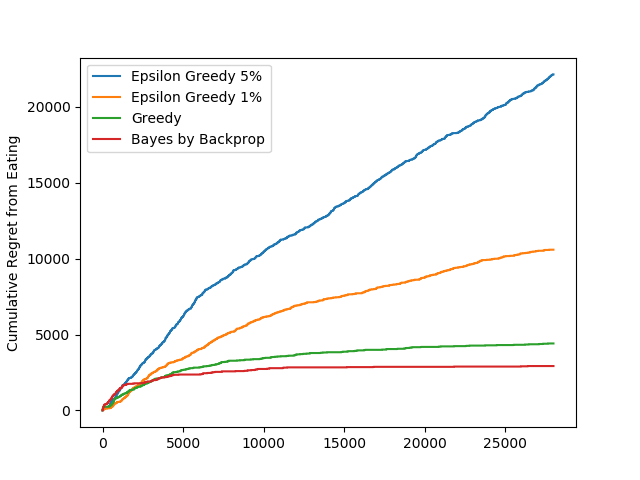 Epsilon Greedy 5%
Epsilon Greedy 1%
Greedy
Bayes by Backprop
Cumulative Regret from Eating
20000
15000
10000
5000
0
0 5000 10000 15000 20000 25000